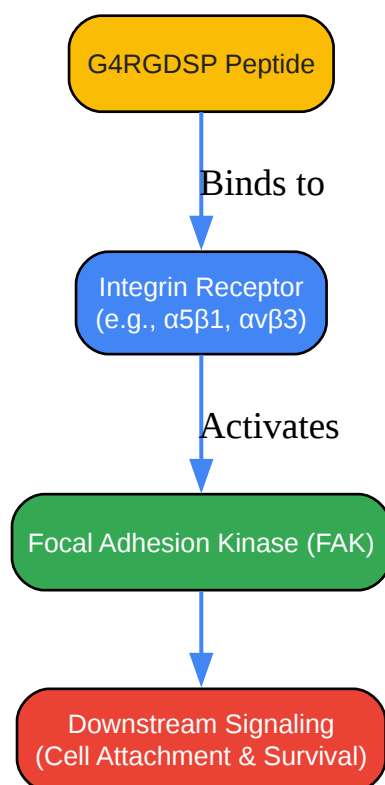 G4RGDSP Peptide
Binds to
Integrin Receptor
(e.g., α5β1, αvβ3)
Activates
Focal Adhesion Kinase (FAK)
Downstream Signaling
(Cell Attachment & Survival)